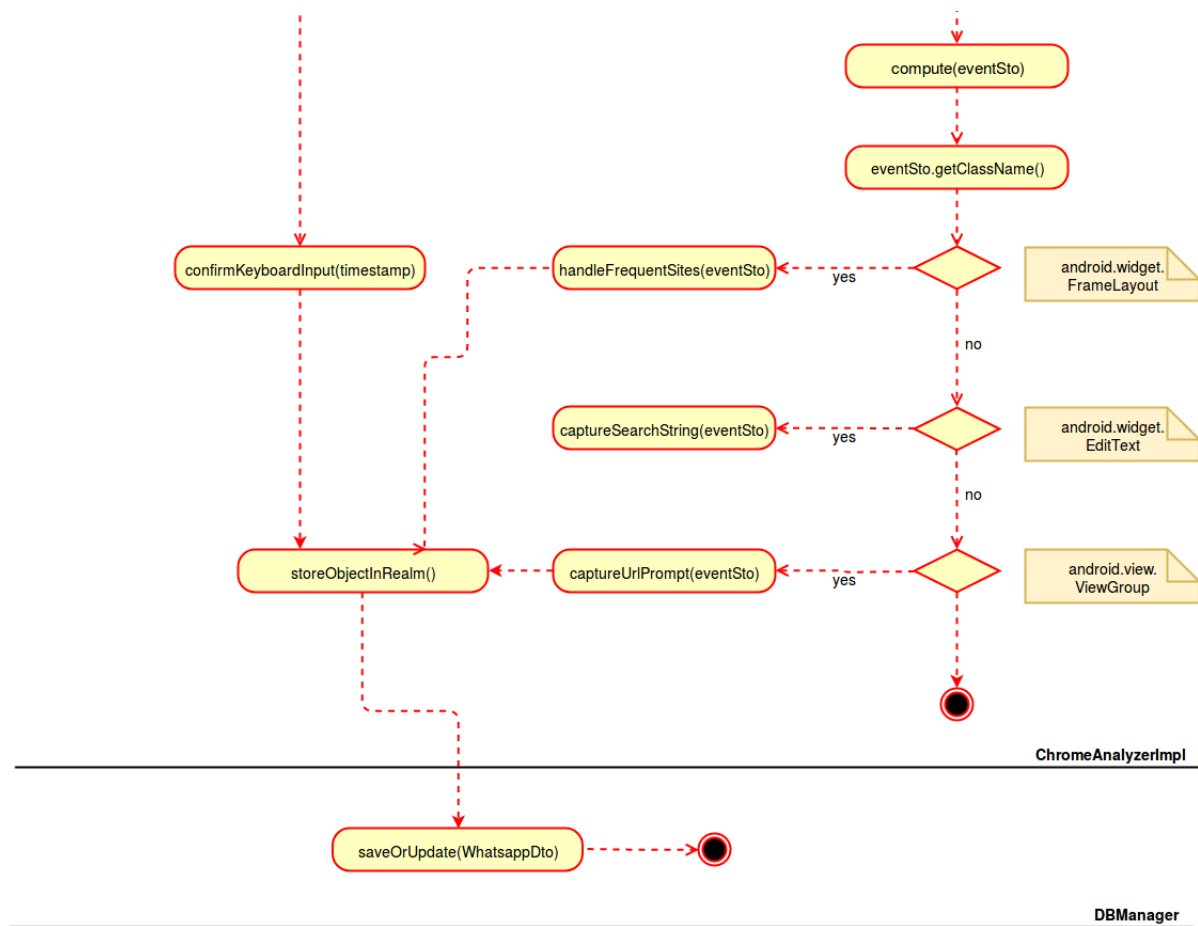 compute(eventSto)
eventSto.getClassName()
confirmKeyboardInput(timestamp)
handleFrequentSites(eventSto)
yes
android.widget.
FrameLayout
no
captureSearchString(eventSto)
yes
android.widget.
EditText
no
storeObjectInRealm()
captureUrlPrompt(eventSto)
yes
android.view.
ViewGroup
ChromeAnalyzerImpl
saveOrUpdate(WhatsappDto)
DBManager